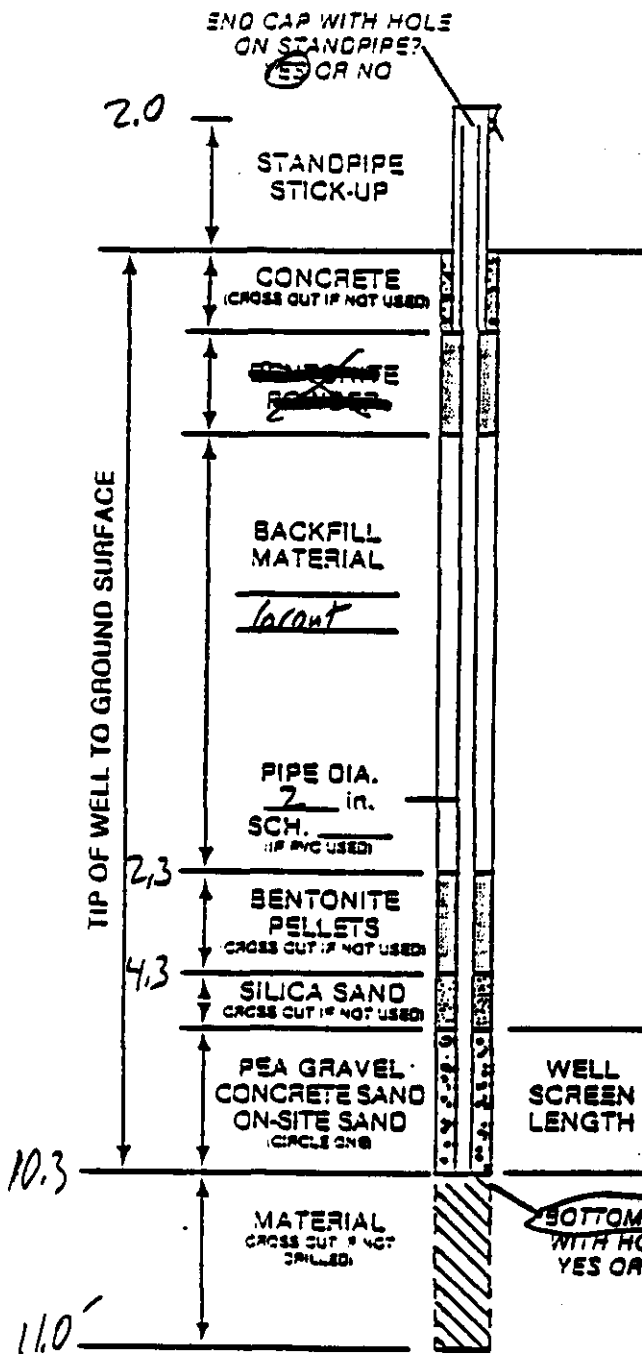 END CAP WITH HOLE
ON STANDPIPE?
YES OR NO
2.0
STANDPIPE
STICK-UP
CONCRETE
(CROSS OUT IF NOT USED)
BENTONITE
POWDER
TIP OF WELL TO GROUND SURFACE
BACKFILL
MATERIAL
Grout
PIPE DIA.
2 in.
SCH.
(IF PVC USED)
2.3
BENTONITE
PELLETS
(CROSS OUT IF NOT USED)
4.3
SILICA SAND
(CROSS OUT IF NOT USED)
PEA GRAVEL
CONCRETE SAND
ON-SITE SAND
(CIRCLE ONE)
WELL
SCREEN
LENGTH
10.3
MATERIAL
(CROSS OUT IF NOT
DRILLED)
BOTTOM
WITH HO
YES OR
11.0'